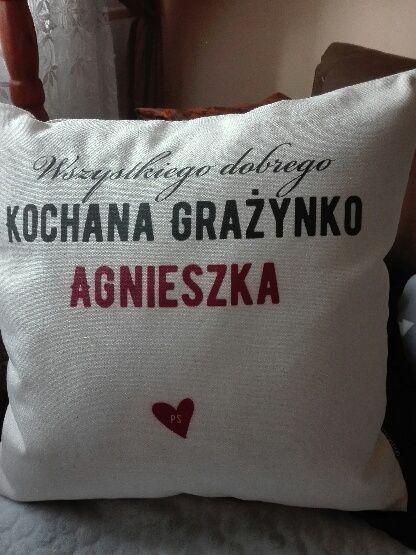 Wszystkiego dobrego
KOCHANA GRAŻYNKO
AGNIESZKA
PS